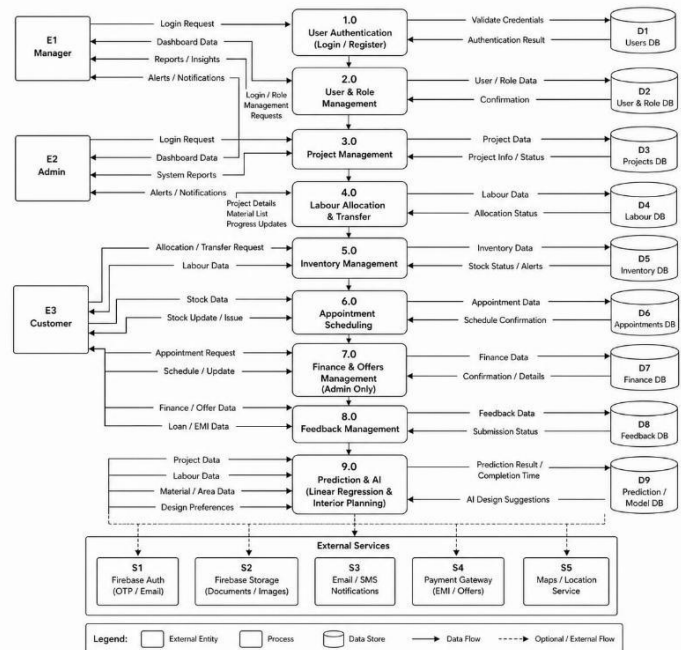 E1
Manager
Login Request
Dashboard Data
Reports / Insights
Alerts / Notifications
Login / Role
Management
Requests
1.0
User Authentication
(Login / Register)
Validate Credentials
Authentication Result
D1
Users DB
2.0
User & Role
Management
User / Role Data
Confirmation
D2
User & Role DB
E2
Admin
Login Request
Dashboard Data
System Reports
Alerts / Notifications
Project Details
Material List
Progress Updates
3.0
Project Management
Project Data
Project Info / Status
D3
Projects DB
4.0
Labour Allocation
& Transfer
Labour Data
Allocation Status
D4
Labour DB
E3
Customer
Allocation / Transfer Request
Labour Data
Stock Data
Stock Update / Issue
Appointment Request
Schedule / Update
Finance / Offer Data
Loan / EMI Data
5.0
Inventory Management
Inventory Data
Stock Status / Alerts
D5
Inventory DB
6.0
Appointment
Scheduling
Appointment Data
Schedule Confirmation
D6
Appointments DB
7.0
Finance & Offers
Management
(Admin Only)
Finance Data
Confirmation / Details
D7
Finance DB
8.0
Feedback Management
Feedback Data
Submission Status
D8
Feedback DB
Project Data
Labour Data
Material / Area Data
Design Preferences
9.0
Prediction & AI
(Linear Regression &
Interior Planning)
Prediction Result /
Completion Time
AI Design Suggestions
D9
Prediction /
Model DB
External Services
S1
Firebase Auth
(OTP / Email)
S2
Firebase Storage
(Documents / Images)
S3
Email / SMS
Notifications
S4
Payment Gateway
(EMI / Offers)
S5
Maps / Location
Service
Legend:
External Entity
Process
Data Store
Data Flow
Optional / External Flow